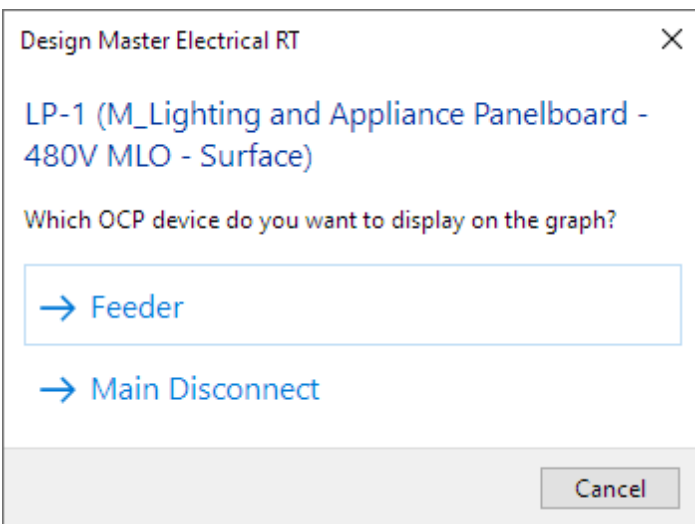 Design Master Electrical RT
LP-1 (M_Lighting and Appliance Panelboard -
480V MLO - Surface)
Which OCP device do you want to display on the graph?
Feeder
Main Disconnect
Cancel